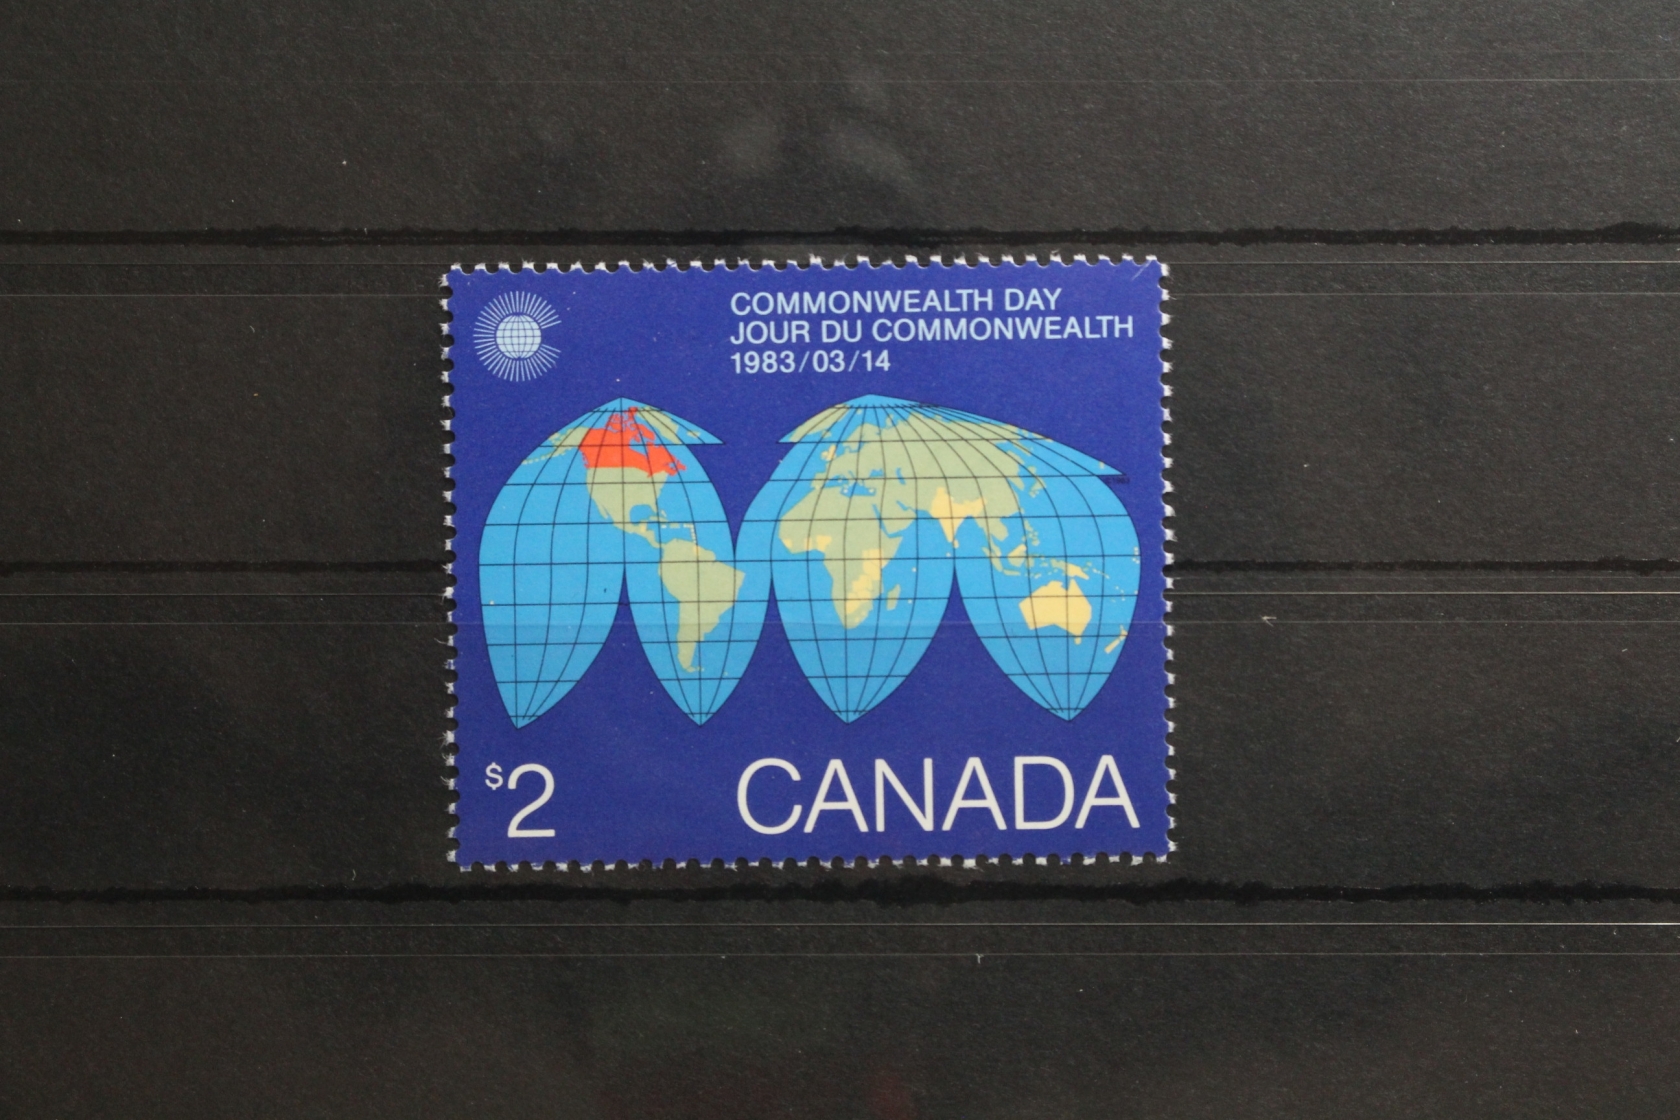 COMMONWEALTH DAY
JOUR DU COMMONWEALTH
1983/03/14
$2
CANADA